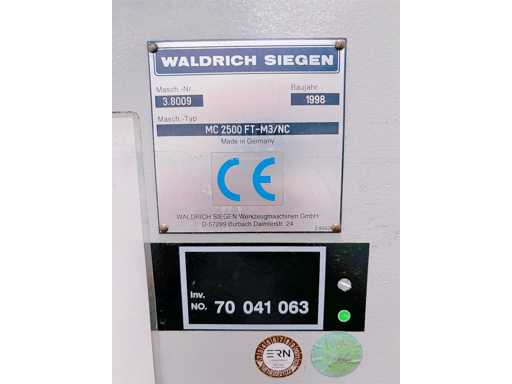 WALDRICH SIEGEN
Masch.-Nr. Baujahr
3.8009 1998
Masch.-Typ
MC 2500 FT-M3/NC
Made in Germany
CE
WALDRICH SIEGEN Werkzeugmaschinen GmbH
D-57299 Burbach Daimlerstr. 24
Inv.
NO. 70 041 063
ERN